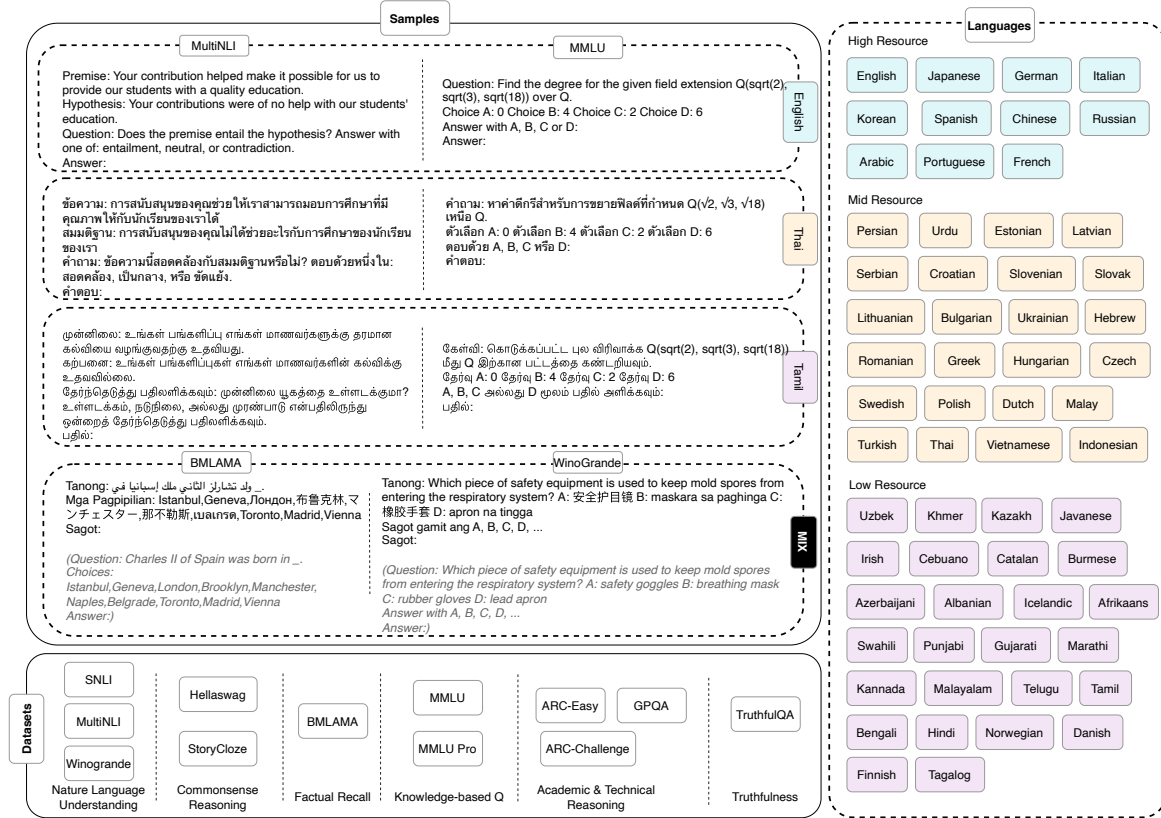 Samples
MultiNLI
Premise: Your contribution helped make it possible for us to
provide our students with a quality education.
Hypothesis: Your contributions were of no help with our students'
education.
Question: Does the premise entail the hypothesis? Answer with
one of: entailment, neutral, or contradiction.
Answer:
MMLU
Question: Find the degree for the given field extension Q(sqrt(2),
sqrt(3), sqrt(18)) over Q.
Choice A: 0 Choice B: 4 Choice C: 2 Choice D: 6
Answer with A, B, C or D:
Answer:
English
ข้อความ: การสนับสนุนของคุณช่วยให้เราสามารถมอบการศึกษาที่มี
คุณภาพให้กับนักเรียนของเราได้
สมมติฐาน: การสนับสนุนของคุณไม่ได้ช่วยอะไรกับการศึกษาของนักเรียน
ของเรา
คำถาม: ข้อความนี้สอดคล้องกับสมมติฐานหรือไม่? ตอบด้วยหนึ่งใน:
สอดคล้อง, เป็นกลาง, หรือ ขัดแย้ง.
คำตอบ:
คำถาม: หาค่าดีกรีสำหรับการขยายฟิลด์ที่กำหนด Q(√2, √3, √18)
เหนือ Q.
ตัวเลือก A: 0 ตัวเลือก B: 4 ตัวเลือก C: 2 ตัวเลือก D: 6
ตอบด้วย A, B, C หรือ D:
คำตอบ:
Thai
முன்னிலை: உங்கள் பங்களிப்பு எங்கள் மாணவர்களுக்கு தரமான
கல்வியை வழங்குவதற்கு உதவியது.
கற்பனை: உங்கள் பங்களிப்புகள் எங்கள் மாணவர்களின் கல்விக்கு
உதவவில்லை.
தேர்ந்தெடுத்து பதிலளிக்கவும்: முன்னிலை யூகத்தை உள்ளடக்குமா?
உள்ளடக்கம், நடுநிலை, அல்லது முரண்பாடு என்பதிலிருந்து
ஒன்றைத் தேர்ந்தெடுத்து பதிலளிக்கவும்.
பதில்:
கேள்வி: கொடுக்கப்பட்ட புல விரிவாக்க Q(sqrt(2), sqrt(3), sqrt(18))
மீது Q இற்கான பட்டத்தை கண்டறியவும்.
தேர்வு A: 0 தேர்வு B: 4 தேர்வு C: 2 தேர்வு D: 6
A, B, C அல்லது D மூலம் பதில் அளிக்கவும்:
பதில்:
Tamil
BMLAMA
Tanong: ولد تشارلز الثاني ملك إسبانيا في _.
Mga Pagpipilian: Istanbul,Geneva,Лондон,布鲁克林,マ
ンチェスター,那不勒斯,เบลเกรด,Toronto,Madrid,Vienna
Sagot:
(Question: Charles II of Spain was born in _.
Choices:
Istanbul,Geneva,London,Brooklyn,Manchester,
Naples,Belgrade,Toronto,Madrid,Vienna
Answer:)
WinoGrande
Tanong: Which piece of safety equipment is used to keep mold spores from
entering the respiratory system? A: 安全护目镜 B: maskara sa paghinga C:
橡胶手套 D: apron na tingga
Sagot gamit ang A, B, C, D, ...
Sagot:
(Question: Which piece of safety equipment is used to keep mold spores
from entering the respiratory system? A: safety goggles B: breathing mask
C: rubber gloves D: lead apron
Answer with A, B, C, D, ...
Answer:)
MIX
Datasets
SNLI
MultiNLI
Winogrande
Nature Language
Understanding
Hellaswag
StoryCloze
Commonsense
Reasoning
BMLAMA
Factual Recall
MMLU
MMLU Pro
Knowledge-based Q
ARC-Easy GPQA
ARC-Challenge
Academic & Technical
Reasoning
TruthfulQA
Truthfulness
Languages
High Resource
English Japanese German Italian
Korean Spanish Chinese Russian
Arabic Portuguese French
Mid Resource
Persian Urdu Estonian Latvian
Serbian Croatian Slovenian Slovak
Lithuanian Bulgarian Ukrainian Hebrew
Romanian Greek Hungarian Czech
Swedish Polish Dutch Malay
Turkish Thai Vietnamese Indonesian
Low Resource
Uzbek Khmer Kazakh Javanese
Irish Cebuano Catalan Burmese
Azerbaijani Albanian Icelandic Afrikaans
Swahili Punjabi Gujarati Marathi
Kannada Malayalam Telugu Tamil
Bengali Hindi Norwegian Danish
Finnish Tagalog